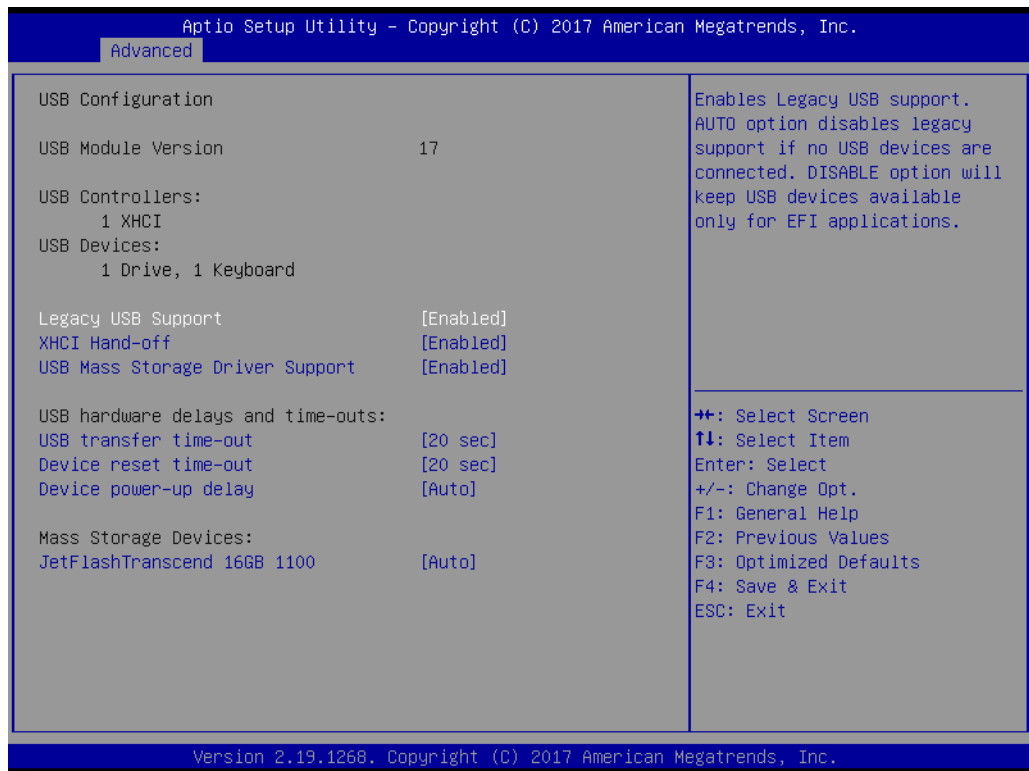 Aptio Setup Utility – Copyright (C) 2017 American Megatrends, Inc.
Advanced
USB Configuration
USB Module Version 17
USB Controllers:
1 XHCI
USB Devices:
1 Drive, 1 Keyboard
Legacy USB Support [Enabled]
XHCI Hand-off [Enabled]
USB Mass Storage Driver Support [Enabled]
USB hardware delays and time-outs:
USB transfer time-out [20 sec]
Device reset time-out [20 sec]
Device power-up delay [Auto]
Mass Storage Devices:
JetFlashTranscend 16GB 1100 [Auto]
Enables Legacy USB support.
AUTO option disables legacy
support if no USB devices are
connected. DISABLE option will
keep USB devices available
only for EFI applications.
→←: Select Screen
↑↓: Select Item
Enter: Select
+/-: Change Opt.
F1: General Help
F2: Previous Values
F3: Optimized Defaults
F4: Save & Exit
ESC: Exit
Version 2.19.1268. Copyright (C) 2017 American Megatrends, Inc.